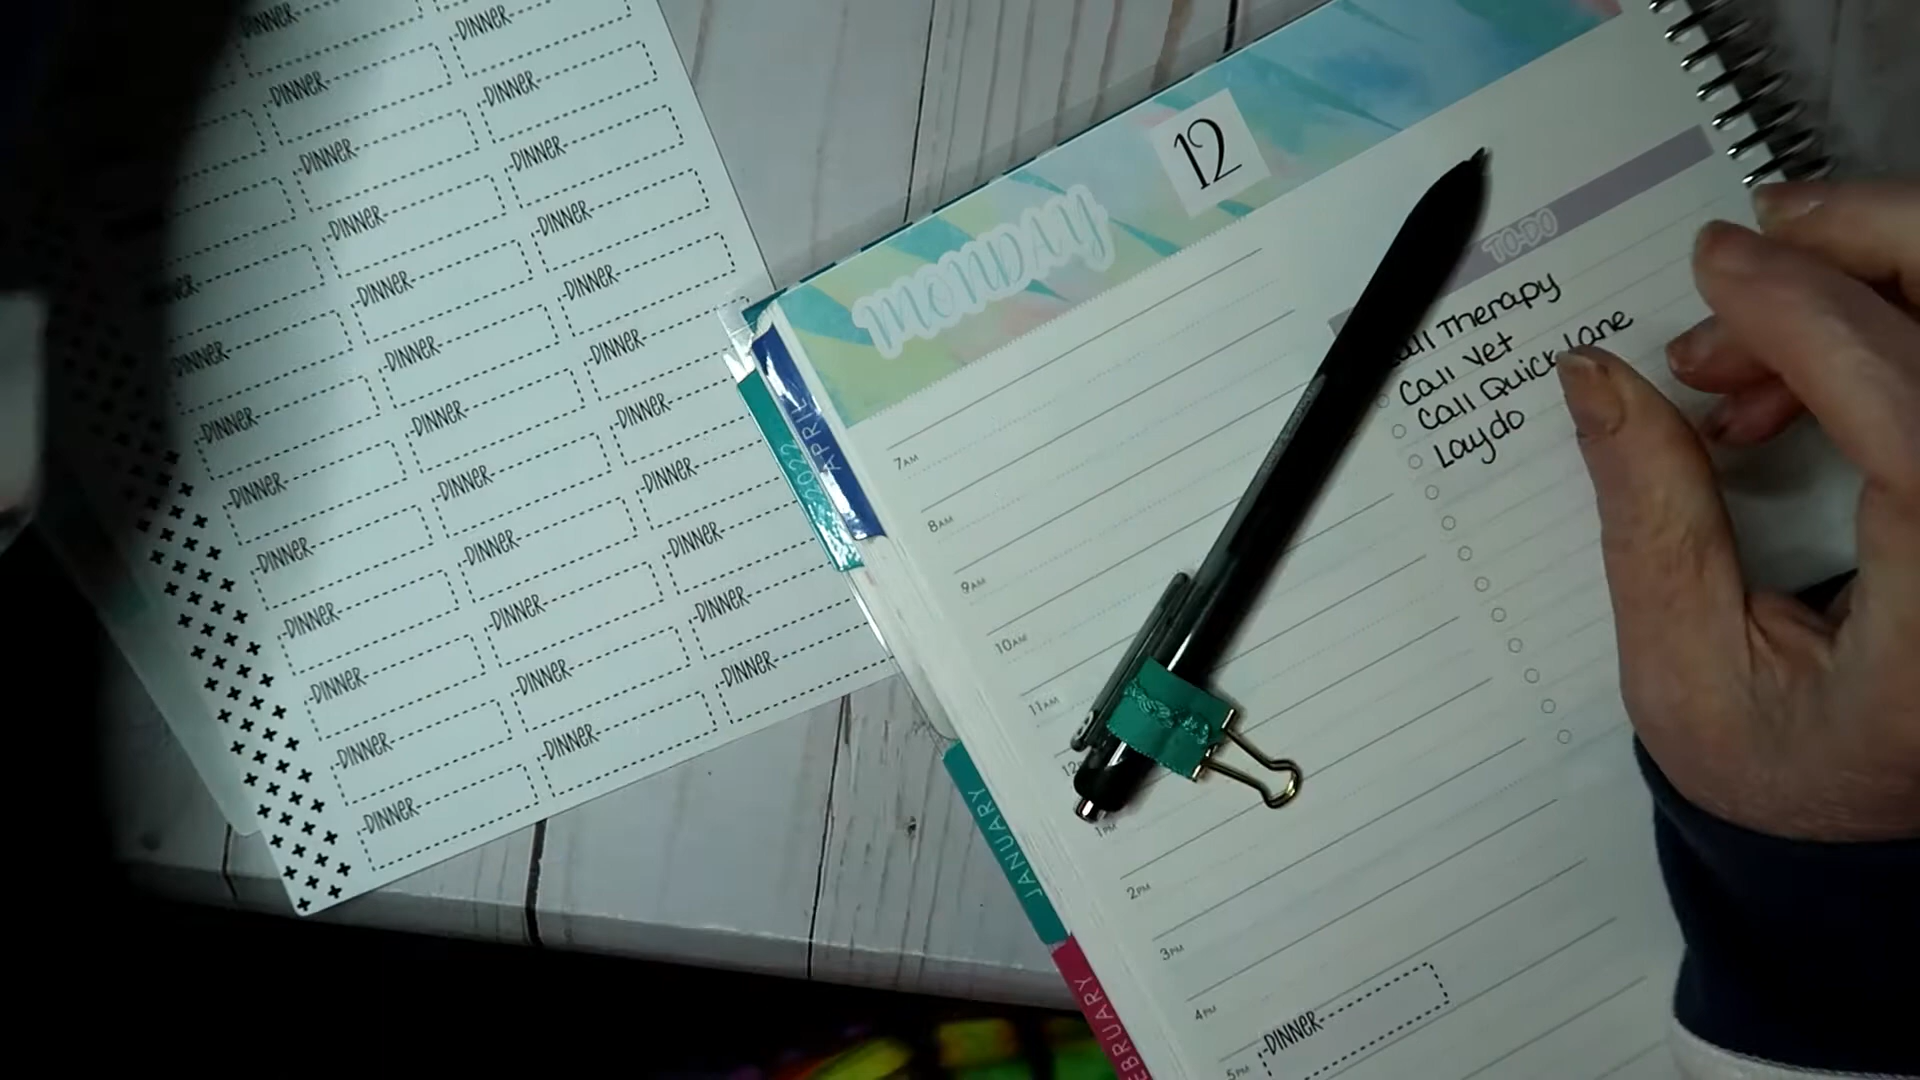 DINNER DINNER
DINNER DINNER
DINNER DINNER
DINNER DINNER
DINNER DINNER
DINNER DINNER DINNER
DINNER DINNER DINNER
DINNER DINNER DINNER
DINNER DINNER DINNER
DINNER DINNER DINNER
DINNER DINNER DINNER
DINNER DINNER
DINNER
MONDAY 12
TO-DO
Call Therapy
Call Vet
Call Quick Lane
Laydo
2022
APRIL
JANUARY
FEBRUARY
7AM
8AM
9AM
10AM
11AM
1PM
2PM
3PM
4PM
DINNER
5PM